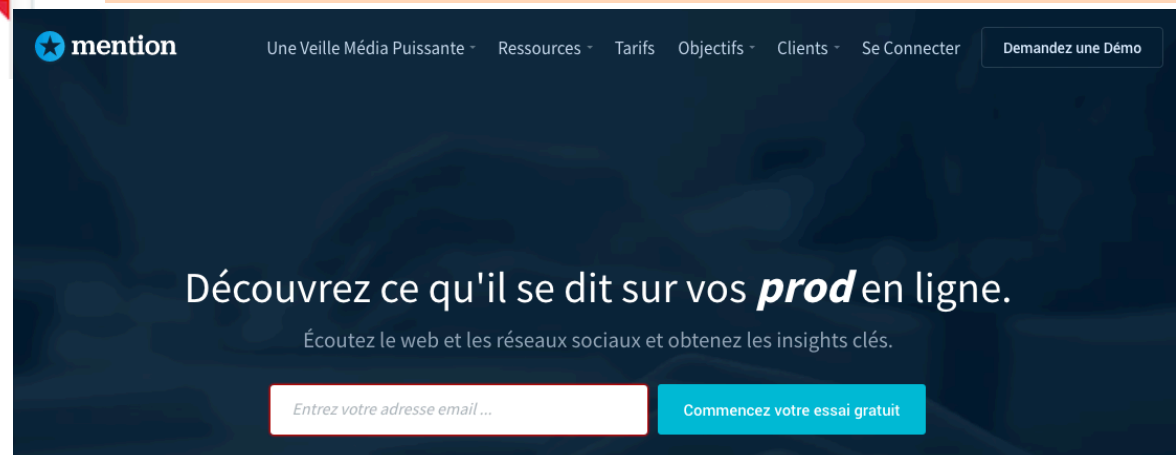 mention Une Veille Média Puissante Ressources Tarifs Objectifs Clients Se Connecter Demandez une Démo
Découvrez ce qu'il se dit sur vos prod en ligne.
Écoutez le web et les réseaux sociaux et obtenez les insights clés.
Entrez votre adresse email ... Commencez votre essai gratuit